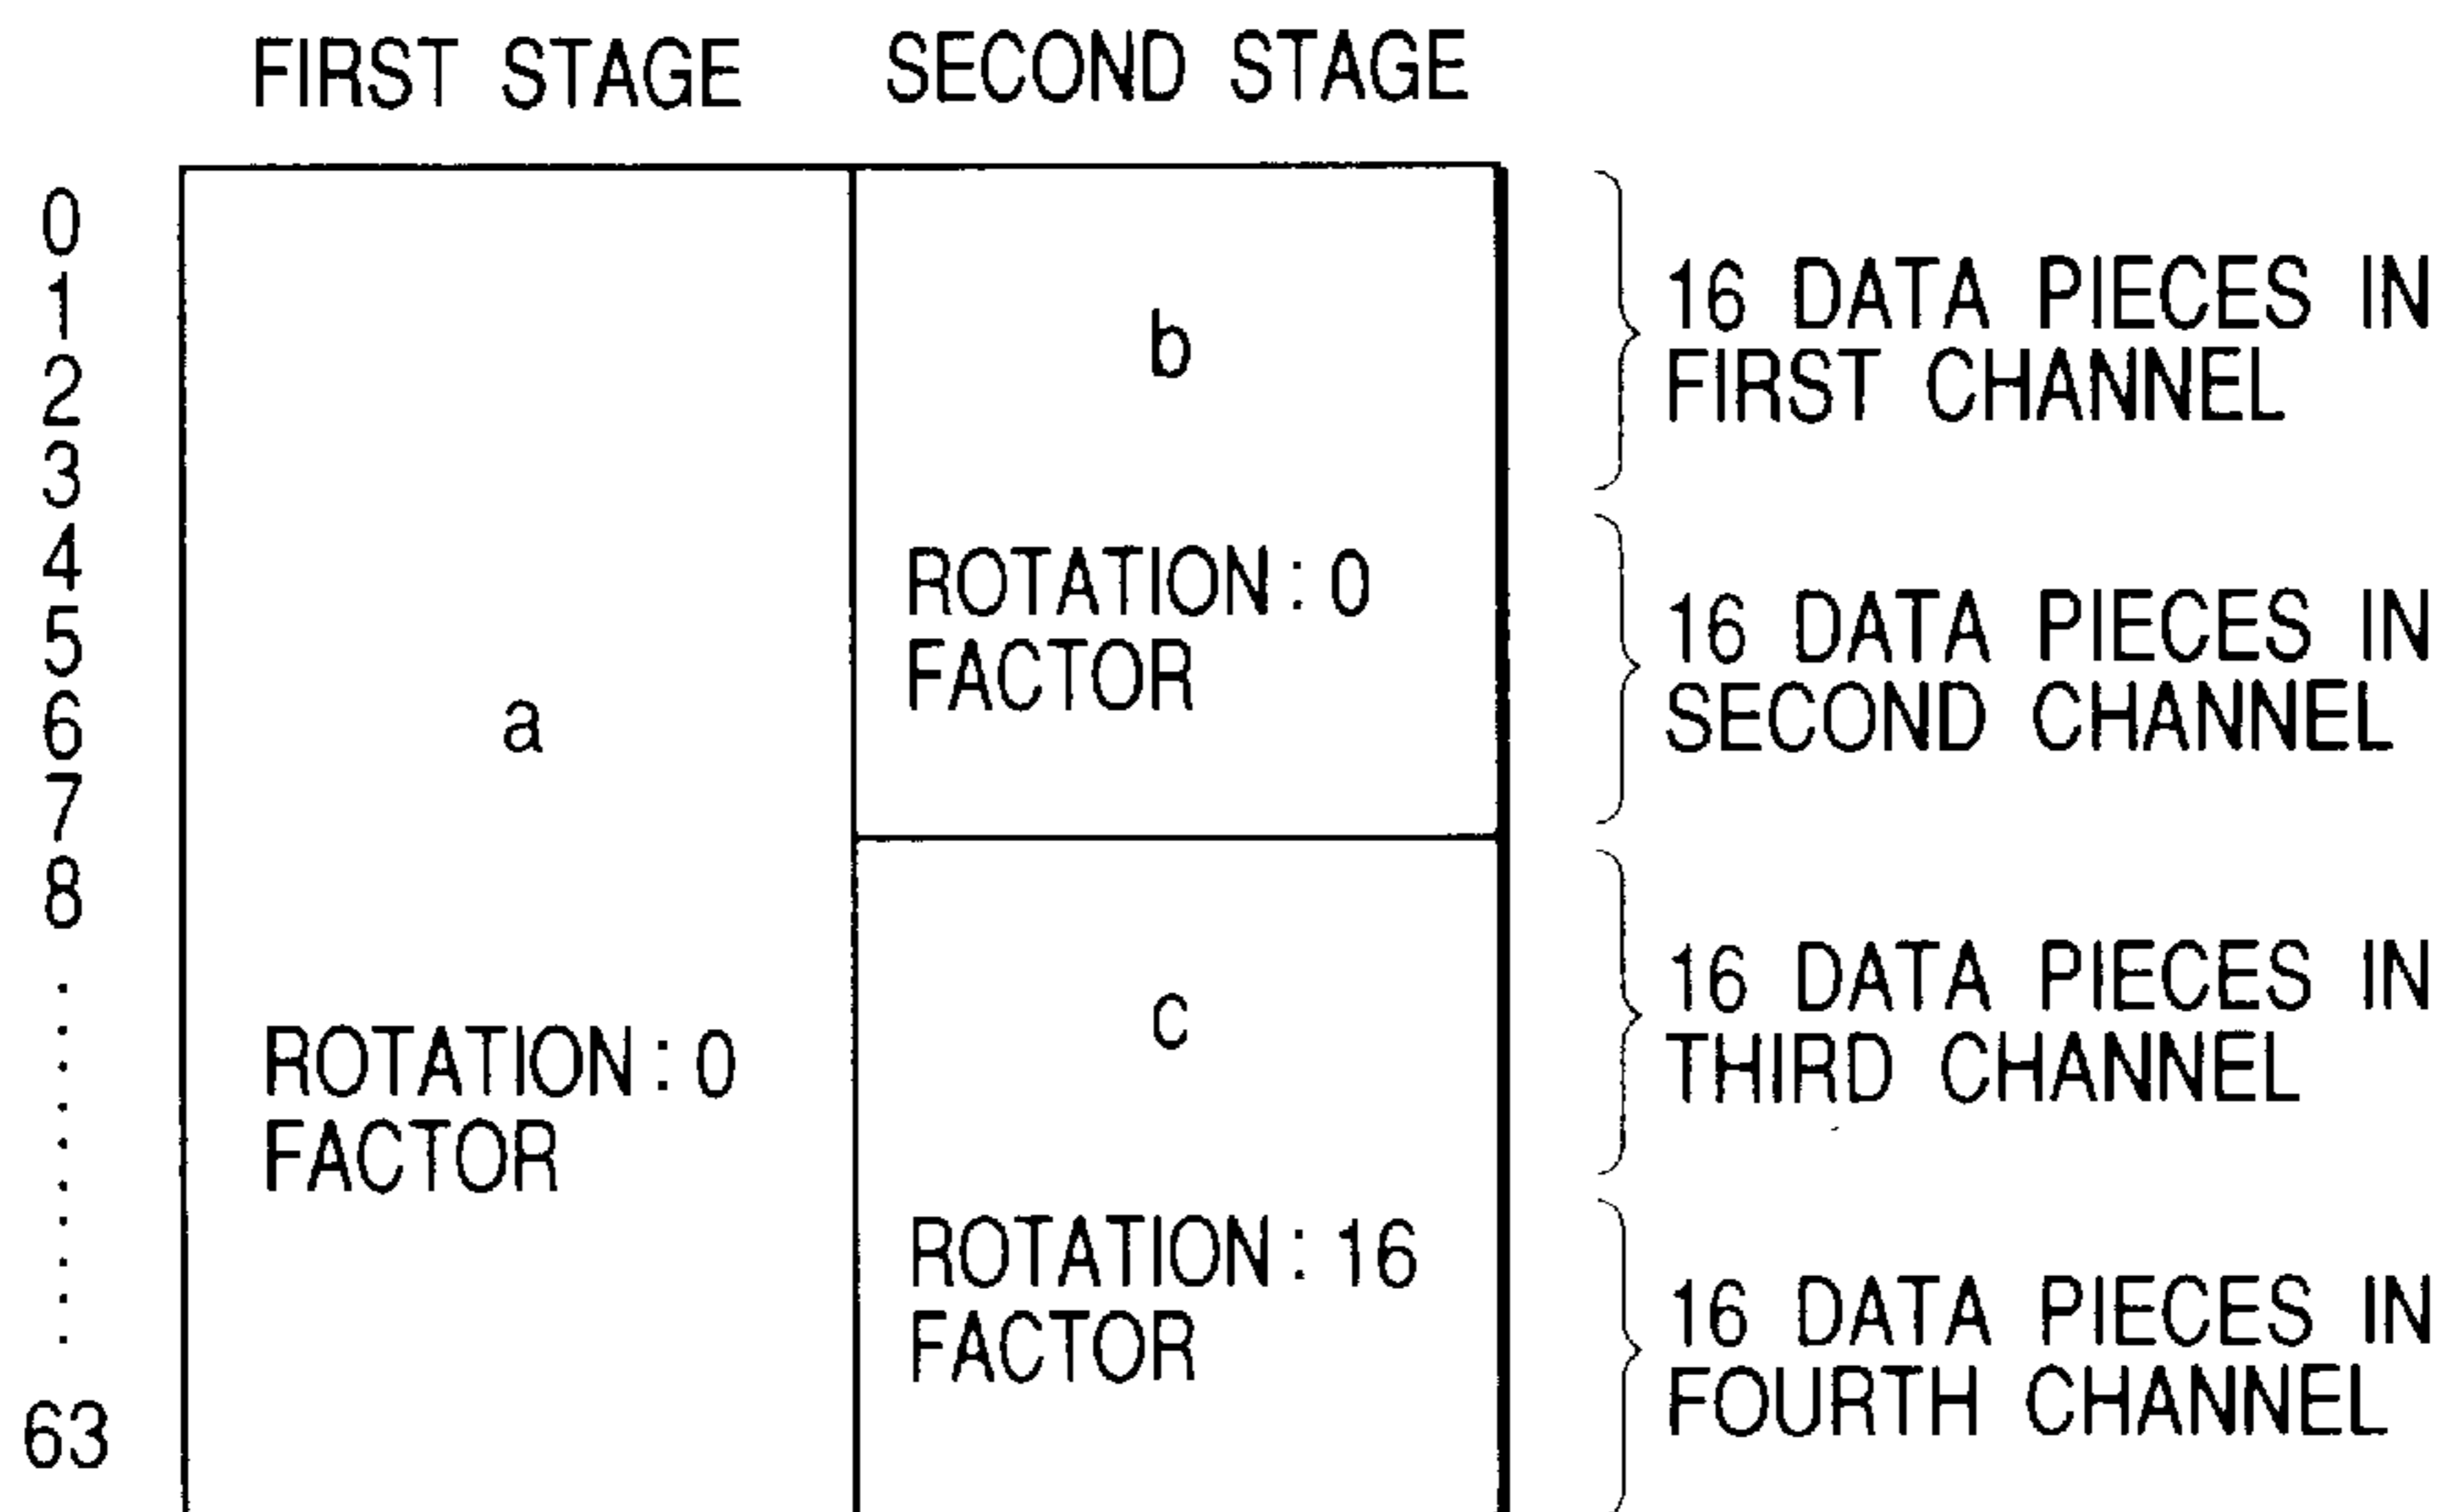 FIRST STAGE
SECOND STAGE
0
1
2
3
4
5
6
7
8
63
a
ROTATION : 0
FACTOR
b
ROTATION : 0
FACTOR
c
ROTATION : 16
FACTOR
16 DATA PIECES IN
FIRST CHANNEL
16 DATA PIECES IN
SECOND CHANNEL
16 DATA PIECES IN
THIRD CHANNEL
16 DATA PIECES IN
FOURTH CHANNEL